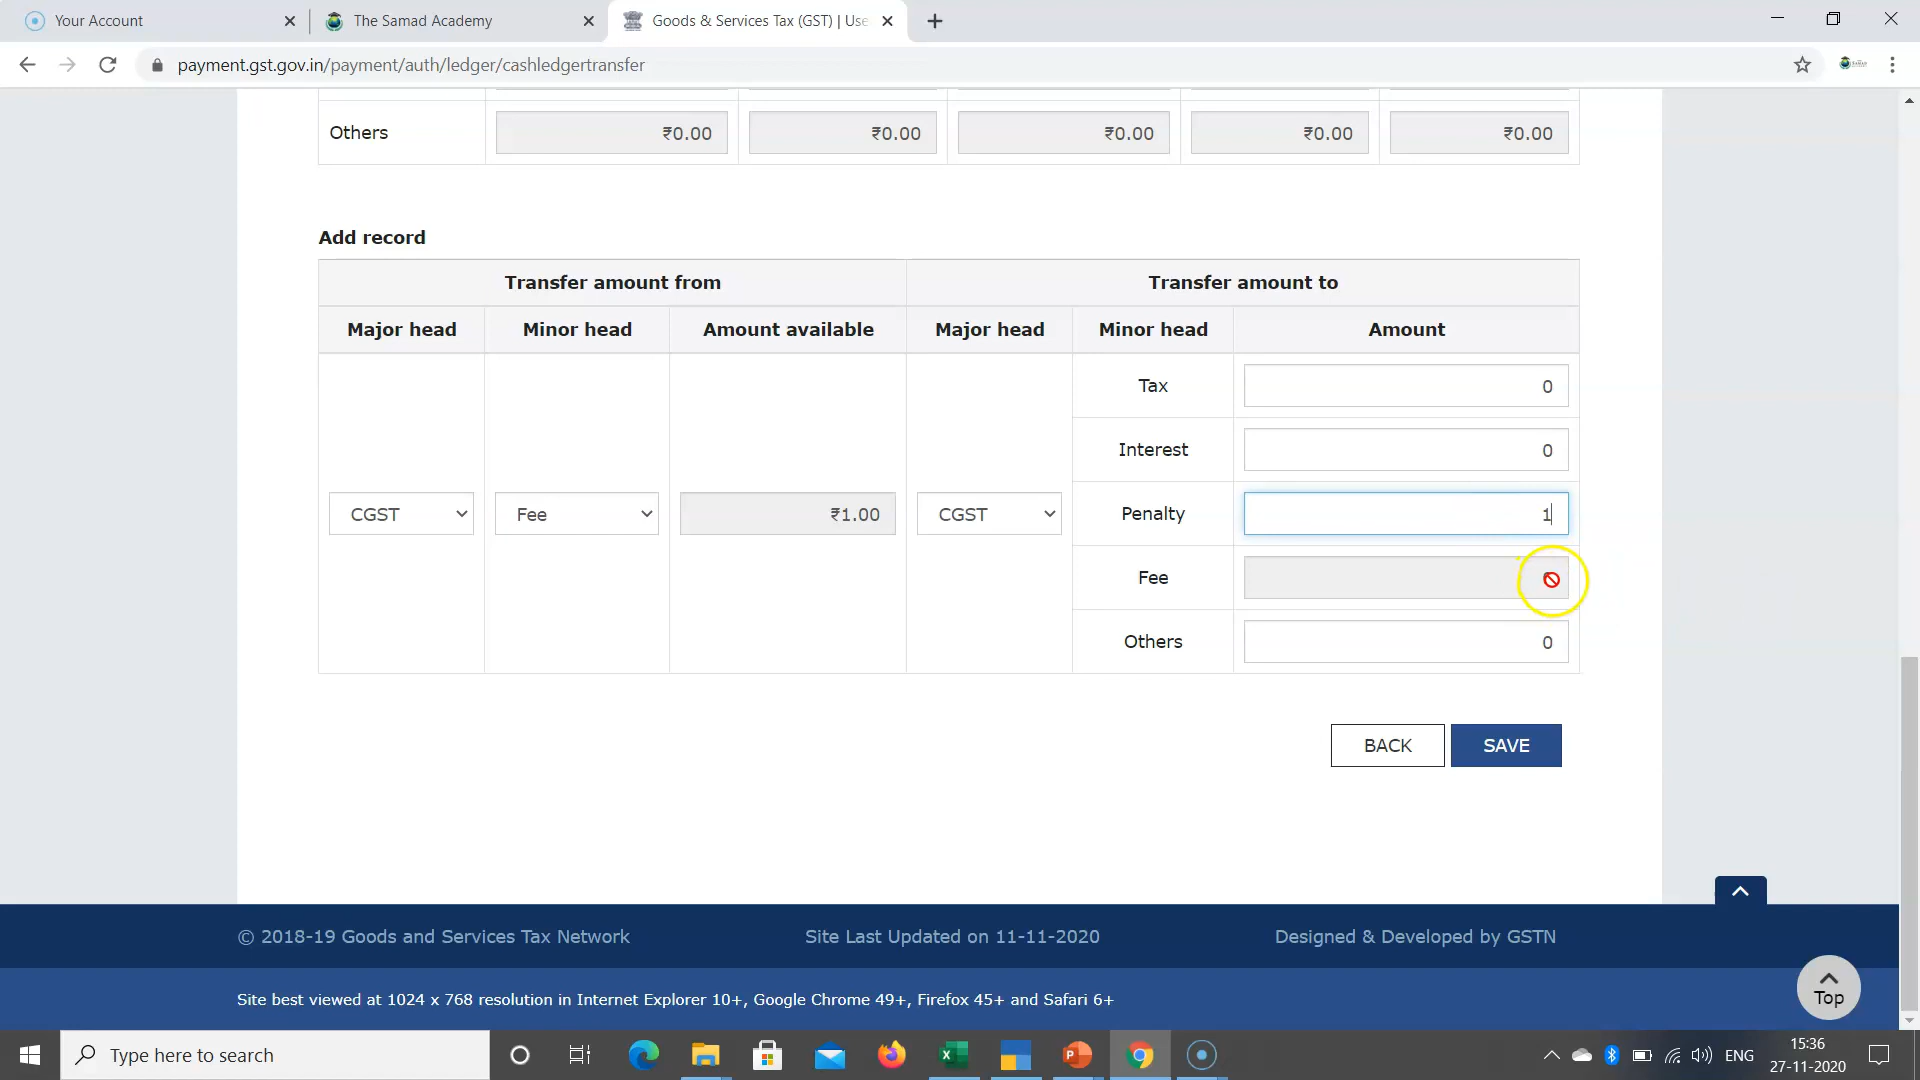 Your Account
The Samad Academy
Goods & Services Tax (GST) | Use
payment.gst.gov.in/payment/auth/ledger/cashledgertransfer
Others ₹0.00 ₹0.00 ₹0.00 ₹0.00 ₹0.00
Add record
Transfer amount from Transfer amount to
Major head Minor head Amount available Major head Minor head Amount
Tax 0
Interest 0
CGST Fee ₹1.00 CGST Penalty 1
Fee
Others 0
BACK SAVE
© 2018-19 Goods and Services Tax Network Site Last Updated on 11-11-2020 Designed & Developed by GSTN
Site best viewed at 1024 x 768 resolution in Internet Explorer 10+, Google Chrome 49+, Firefox 45+ and Safari 6+
Top
Type here to search
ENG
15:36
27-11-2020